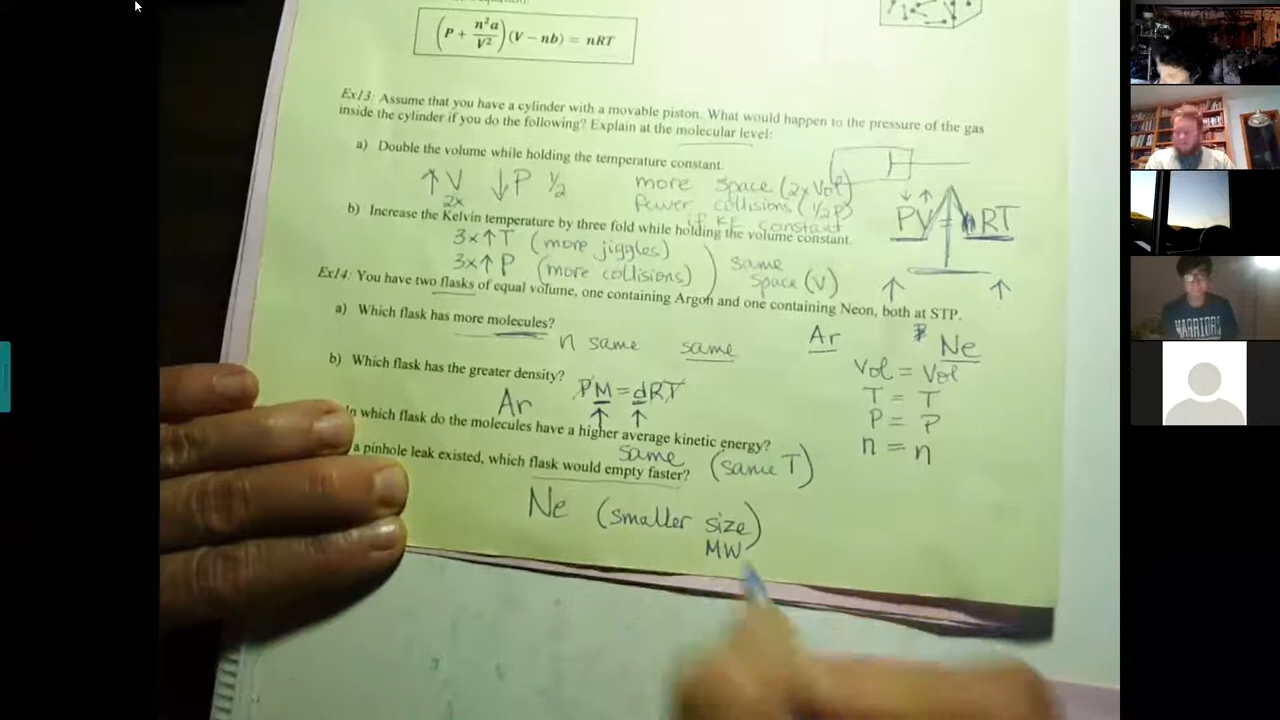 (P + n²a/V²)(V − nb) = nRT
Ex13: Assume that you have a cylinder with a movable piston. What would happen to the pressure of the gas
inside the cylinder if you do the following? Explain at the molecular level:
a) Double the volume while holding the temperature constant.
↑V 2x ↓P 1/2 more space (2x Vol)
fewer collisions (1/2P)
if KE constant
PV = nRT
b) Increase the Kelvin temperature by three fold while holding the volume constant.
3x↑T (more jiggles)
3x↑P (more collisions) ) same space (V)
Ex14: You have two flasks of equal volume, one containing Argon and one containing Neon, both at STP.
a) Which flask has more molecules?
n same same
Ar Ne
Vol = Vol
T = T
P = P
n = n
b) Which flask has the greater density?
Ar PM = dRT
In which flask do the molecules have a higher average kinetic energy?
same (same T)
a pinhole leak existed, which flask would empty faster?
Ne (smaller size)
MW
WARRIORS